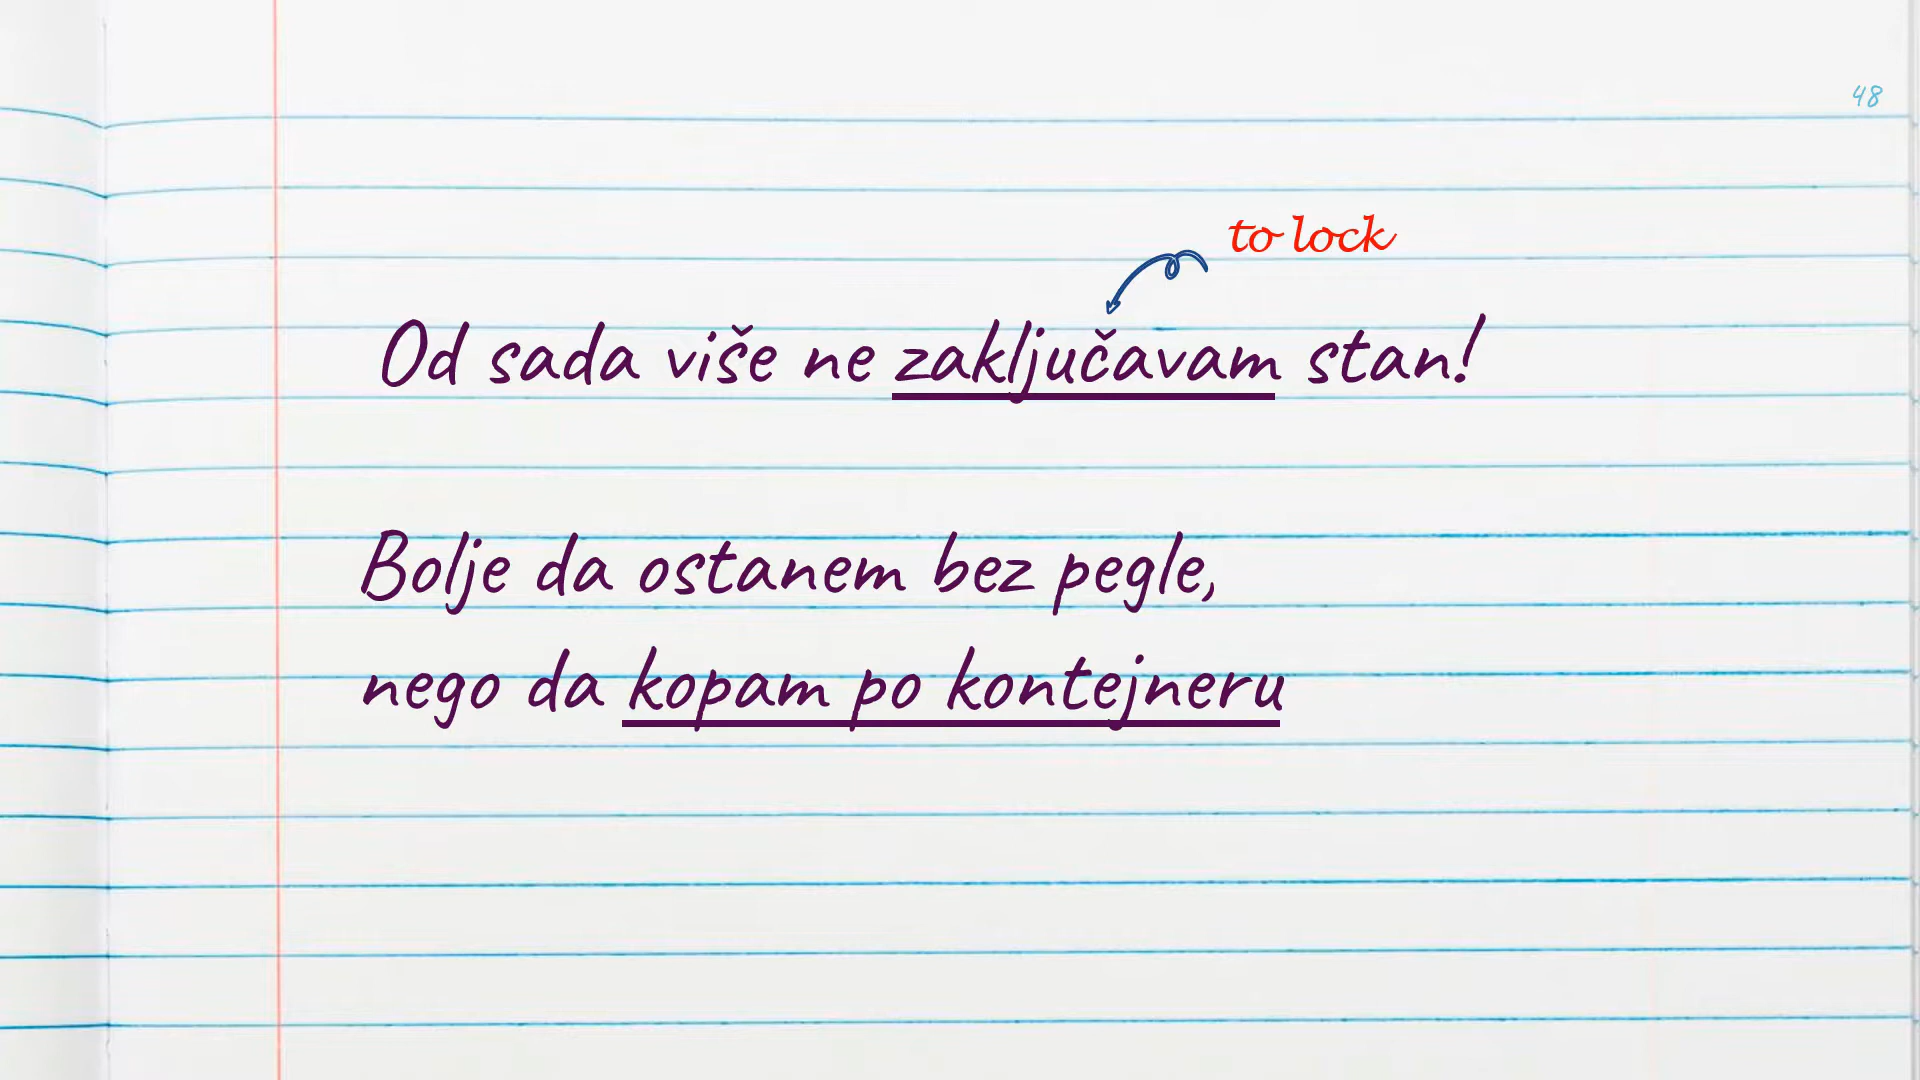 48
to lock
Od sada više ne zaključavam stan!
Bolje da ostanem bez pegle,
nego da kopam po kontejneru